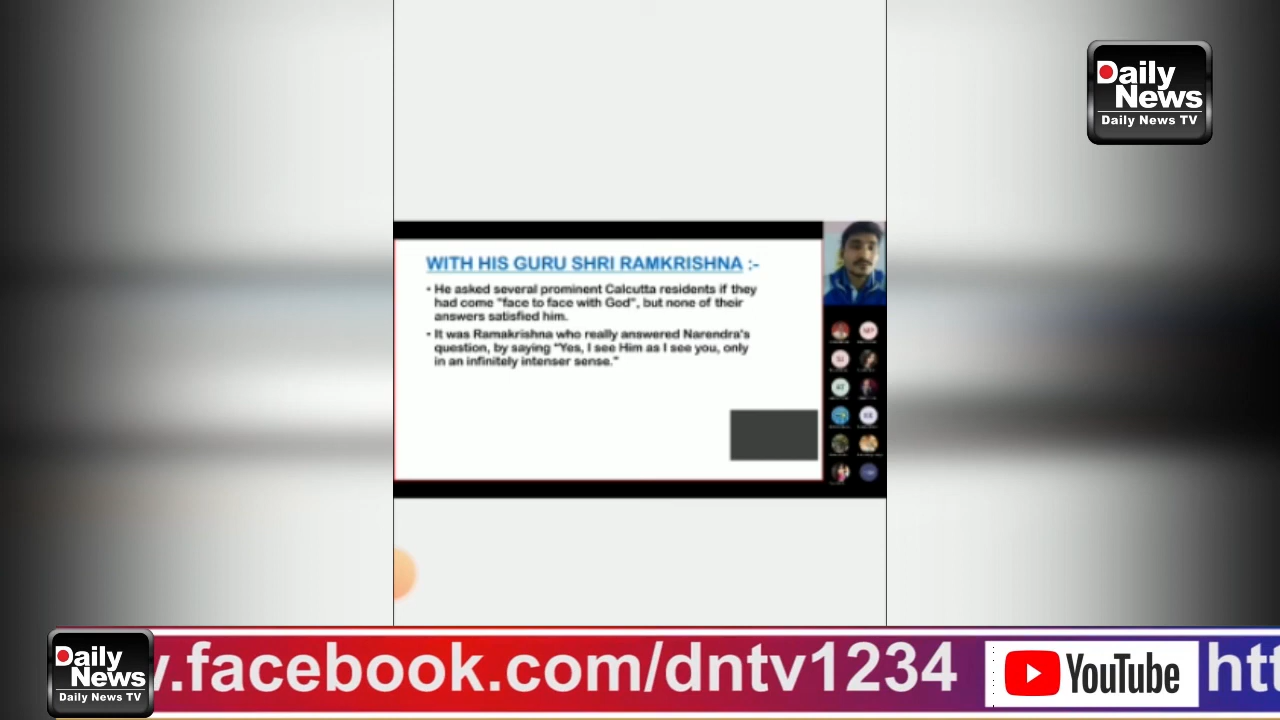 Daily
News
Daily News TV
WITH HIS GURU SHRI RAMKRISHNA :-
• He asked several prominent Calcutta residents if they
had come "face to face with God", but none of their
answers satisfied him.
• It was Ramakrishna who really answered Narendra's
question, by saying "Yes, I see Him as I see you, only
in an infinitely intenser sense."
Daily
News
Daily News TV
.facebook.com/dntv1234
YouTube
htt